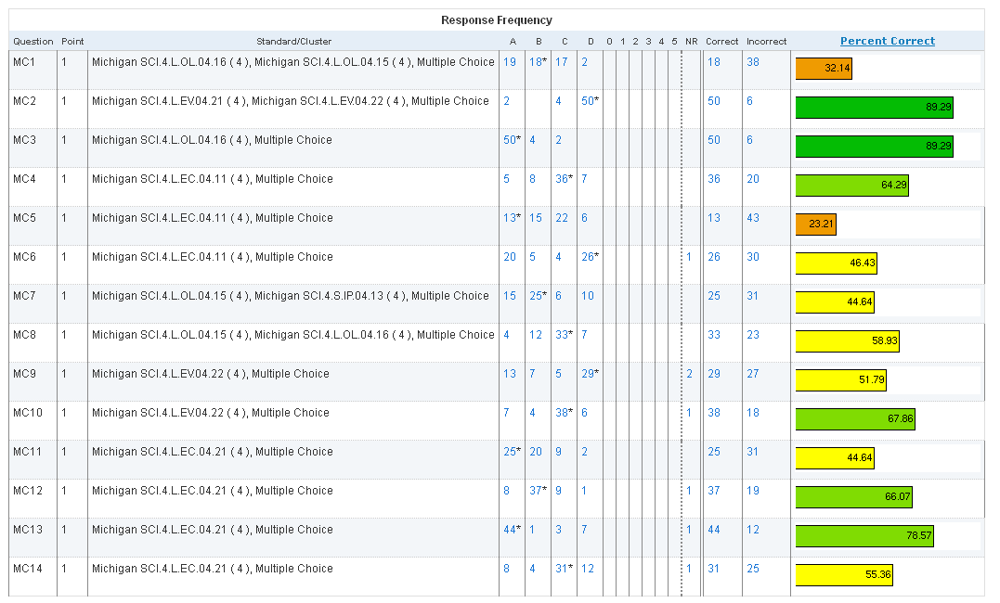 Response Frequency
Question Point Standard/Cluster A B C D 0 1 2 3 4 5 NR Correct Incorrect Percent Correct
MC1 1 Michigan SCI.4.L.OL.04.16 ( 4 ), Michigan SCI.4.L.OL.04.15 ( 4 ), Multiple Choice 19 18* 17 2 18 38 32.14
MC2 1 Michigan SCI.4.L.EV.04.21 ( 4 ), Michigan SCI.4.L.EV.04.22 ( 4 ), Multiple Choice 2 4 50* 50 6 89.29
MC3 1 Michigan SCI.4.L.OL.04.16 ( 4 ), Multiple Choice 50* 4 2 50 6 89.29
MC4 1 Michigan SCI.4.L.EC.04.11 ( 4 ), Multiple Choice 5 8 36* 7 36 20 64.29
MC5 1 Michigan SCI.4.L.EC.04.11 ( 4 ), Multiple Choice 13* 15 22 6 13 43 23.21
MC6 1 Michigan SCI.4.L.EC.04.11 ( 4 ), Multiple Choice 20 5 4 26* 1 26 30 46.43
MC7 1 Michigan SCI.4.L.OL.04.15 ( 4 ), Michigan SCI.4.S.IP.04.13 ( 4 ), Multiple Choice 15 25* 6 10 25 31 44.64
MC8 1 Michigan SCI.4.L.OL.04.15 ( 4 ), Michigan SCI.4.L.OL.04.16 ( 4 ), Multiple Choice 4 12 33* 7 33 23 58.93
MC9 1 Michigan SCI.4.L.EV.04.22 ( 4 ), Multiple Choice 13 7 5 29* 2 29 27 51.79
MC10 1 Michigan SCI.4.L.EV.04.22 ( 4 ), Multiple Choice 7 4 38* 6 1 38 18 67.86
MC11 1 Michigan SCI.4.L.EC.04.21 ( 4 ), Multiple Choice 25* 20 9 2 25 31 44.64
MC12 1 Michigan SCI.4.L.EC.04.21 ( 4 ), Multiple Choice 8 37* 9 1 1 37 19 66.07
MC13 1 Michigan SCI.4.L.EC.04.21 ( 4 ), Multiple Choice 44* 1 3 7 1 44 12 78.57
MC14 1 Michigan SCI.4.L.EC.04.21 ( 4 ), Multiple Choice 8 4 31* 12 1 31 25 55.36